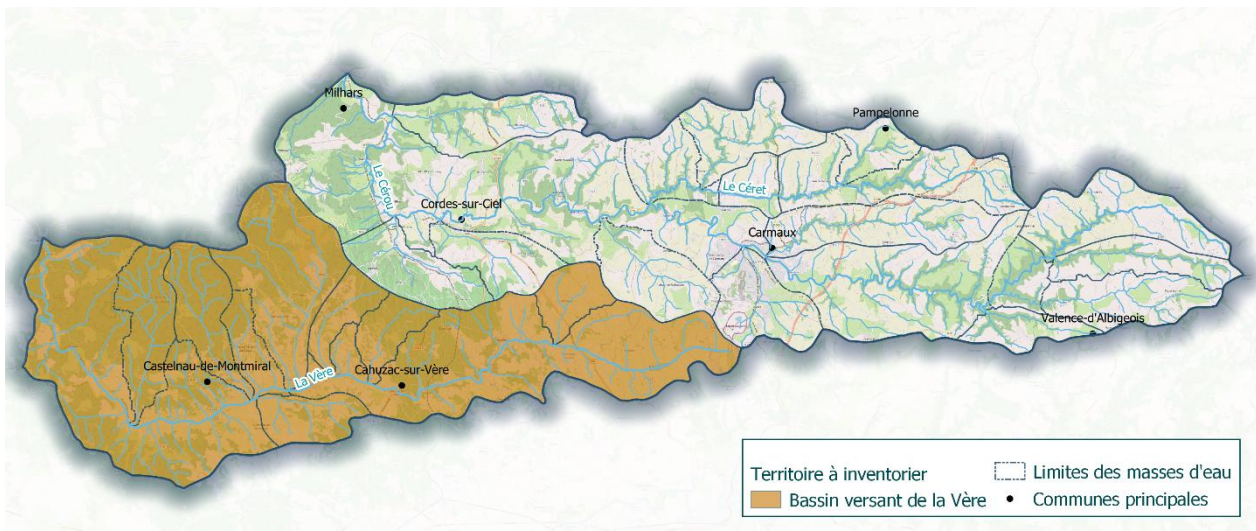 Milhars
Pampelonne
Le Céret
Le Cérou
Cordes-sur-Ciel
Carmaux
Valence-d'Albigeois
Castelnau-de-Montmiral
La Vère
Cahuzac-sur-Vère
Territoire à inventorier
Bassin versant de la Vère
Limites des masses d'eau
Communes principales